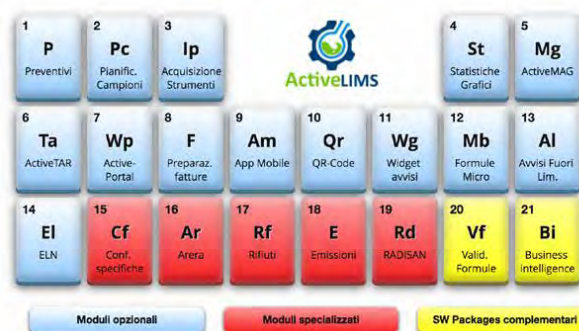 1
P
Preventivi
2
Pc
Pianific.
Campioni
3
Ip
Acquisizione
Strumenti
ActiveLIMS
4
St
Statistiche
Grafici
5
Mg
ActiveMAG
6
Ta
ActiveTAR
7
Wp
Active-
Portal
8
F
Preparaz.
fatture
9
Am
App Mobile
10
Qr
QR-Code
11
Wg
Widget
avvisi
12
Mb
Formule
Micro
13
Al
Avvisi Fuori
Lim.
14
El
ELN
15
Cf
Conf.
specifiche
16
Ar
Arera
17
Rf
Rifiuti
18
E
Emissioni
19
Rd
RADISAN
20
Vf
Valid.
Formule
21
Bi
Business
intelligence
Moduli opzionali
Moduli specializzati
SW Packages complementari